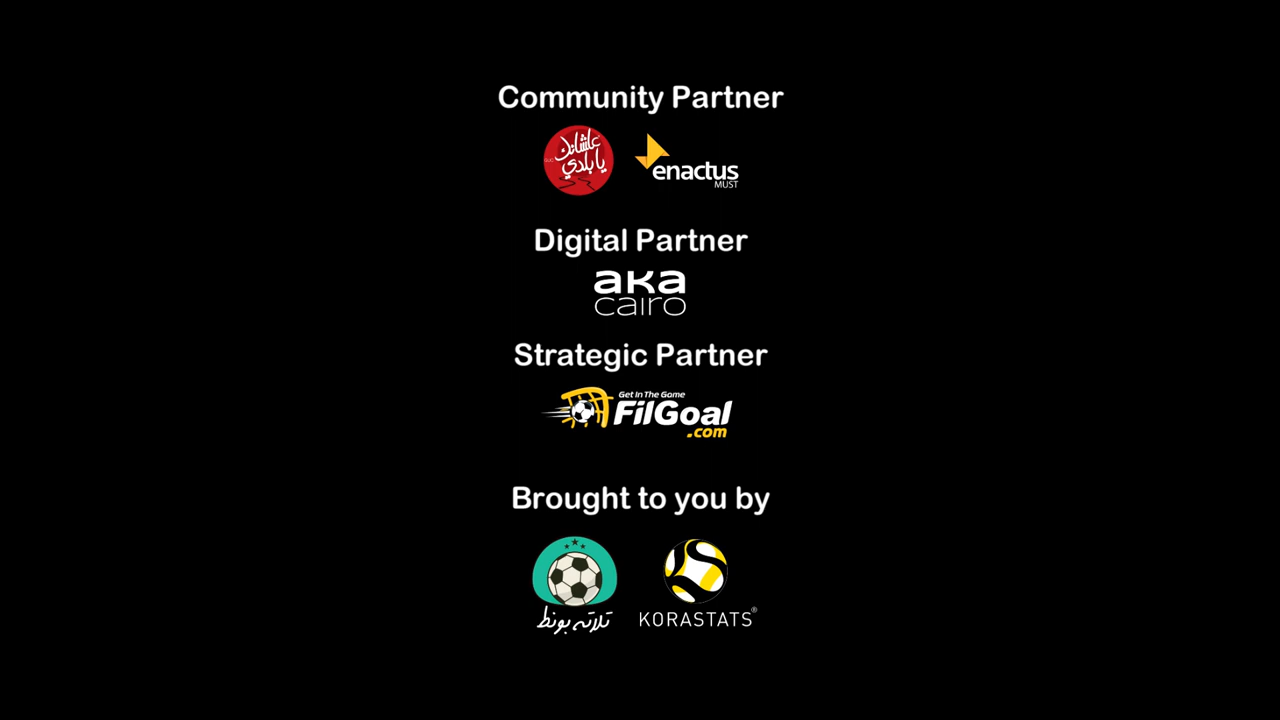 Community Partner
علشانك
يا بلدي
enactus
MUST
Digital Partner
aka
cairo
Strategic Partner
Get In The Game
FilGoal
.com
Brought to you by
تلاته بونط
KORASTATS®